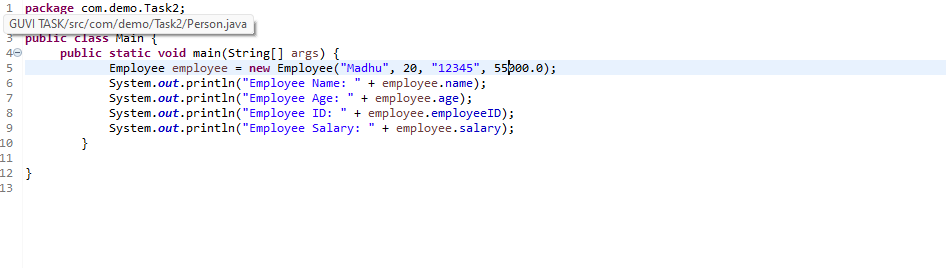 1 package com.demo.Task2;
GUVI TASK/src/com/demo/Task2/Person.java
3 public class Main {
4 public static void main(String[] args) {
5 Employee employee = new Employee("Madhu", 20, "12345", 55000.0);
6 System.out.println("Employee Name: " + employee.name);
7 System.out.println("Employee Age: " + employee.age);
8 System.out.println("Employee ID: " + employee.employeeID);
9 System.out.println("Employee Salary: " + employee.salary);
10 }
11
12 }
13